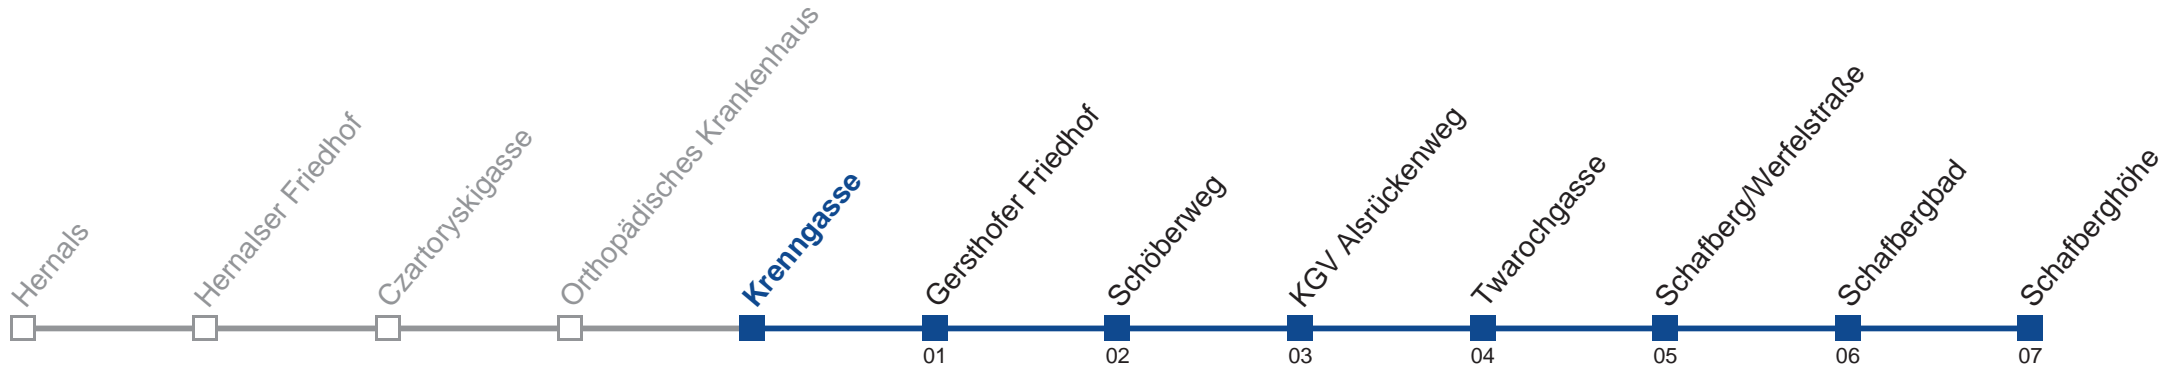 Hernals
Hernalser Friedhof
Czartoryskigasse
Orthopädisches Krankenhaus
Krenngasse
Gersthofer Friedhof
Schöberweg
KGV Alsrückenweg
Twarochgasse
Schafberg/Werfelstraße
Schafbergbad
Schafberghöhe
01
02
03
04
05
06
07